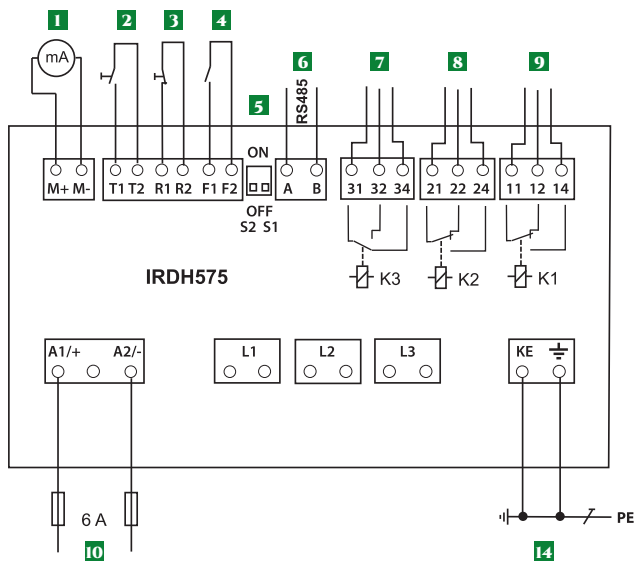 1 2 3 4
mA
5 6 7 8 9
RS485
ON
M+ M- T1 T2 R1 R2 F1 F2 A B 31 32 34 21 22 24 11 12 14
OFF
S2 S1
IRDH575 K3 K2 K1
A1/+ A2/- L1 L2 L3 KE
6 A PE
10 14